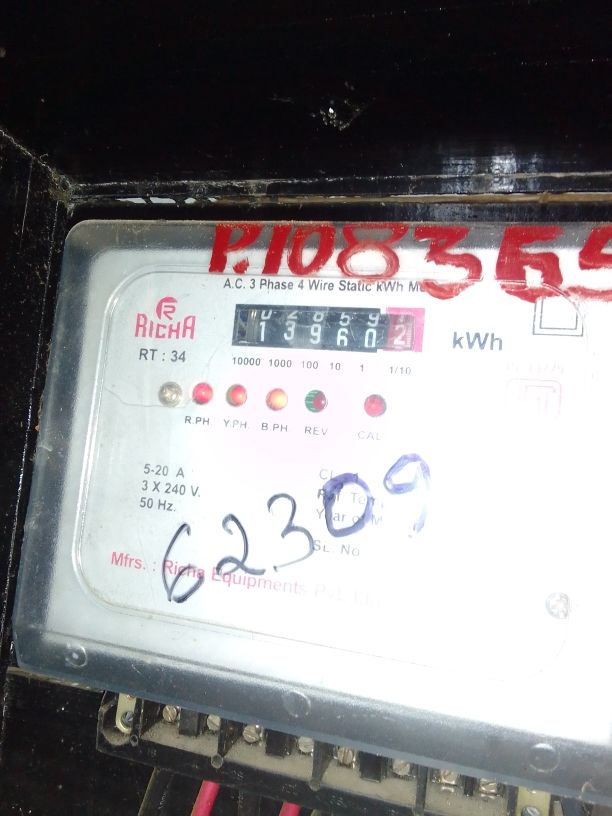 P.108365
A.C. 3 Phase 4 Wire Static kWh M
RICHA
13960 2
kWh
RT : 34
10000 1000 100 10 1 1/10
R.PH Y.PH. B.PH REV CAL
5-20 A
3 X 240 V.
50 Hz.
Year of M
SL. No
62309
Mfrs. : Richa Equipments Pvt.